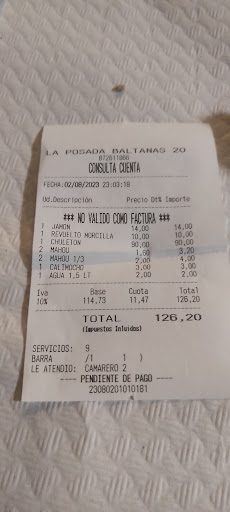 LA POSADA BALTANAS 20
072611066
CONSULTA CUENTA
FECHA:02/08/2023 23:03:18
Ud.Descripción Precio Dt% Importe
### NO VALIDO COMO FACTURA ###
1 JAMON 14,00 14,00
1 REVUELTO MORCILLA 10,00 10,00
1 CHULETON 90,00 90,00
2 MAHOU 1,60 3,20
2 MAHOU 1/3 2,00 4,00
1 CALIMOCHO 3,00 3,00
1 AGUA 1,5 LT 2,00 2,00
Iva Base Cuota Total
10% 114,73 11,47 126,20
TOTAL 126,20
(Impuestos Inluidos)
SERVICIOS: 9
BARRA /1 1 )
LE ATENDIO: CAMARERO 2
---- PENDIENTE DE PAGO ----
23080201010181